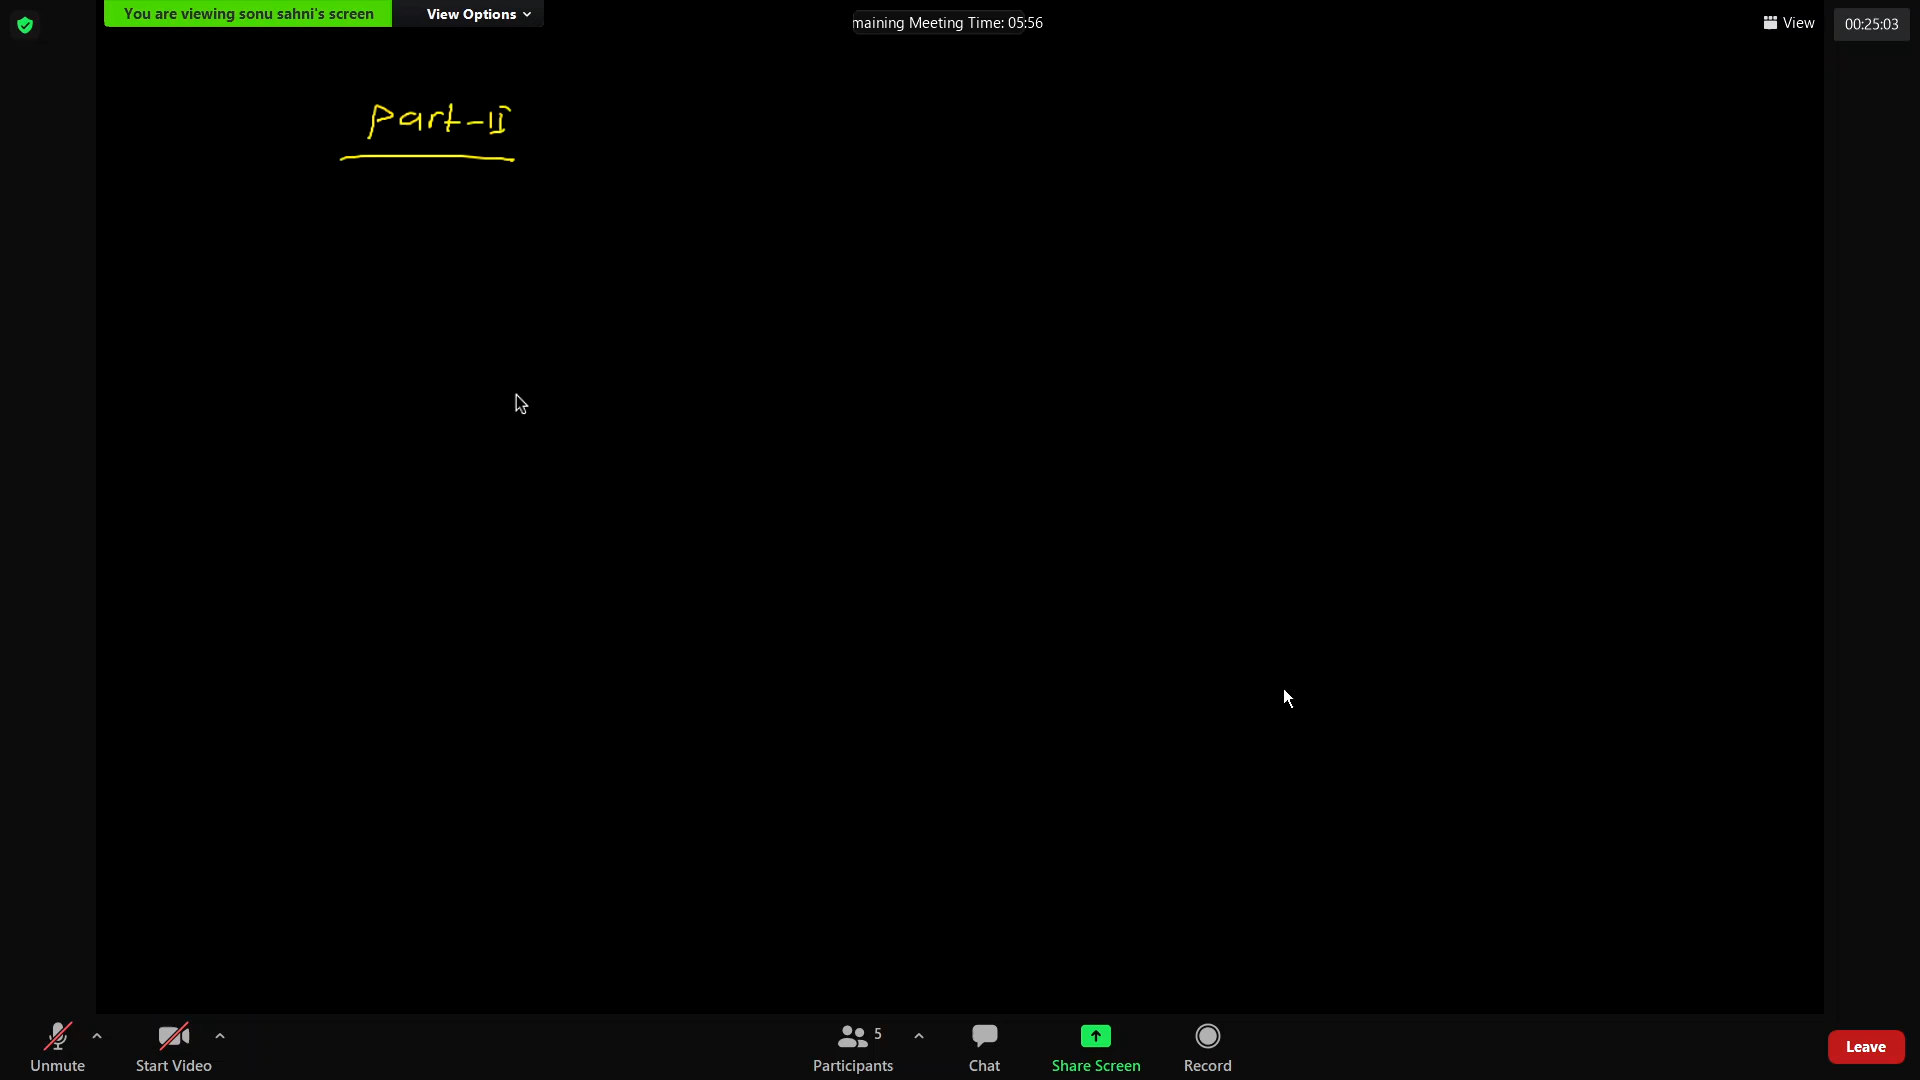 You are viewing sonu sahni's screen
View Options
maining Meeting Time: 05:56
View
00:25:03
Part-II
Unmute
Start Video
5
Participants
Chat
Share Screen
Record
Leave